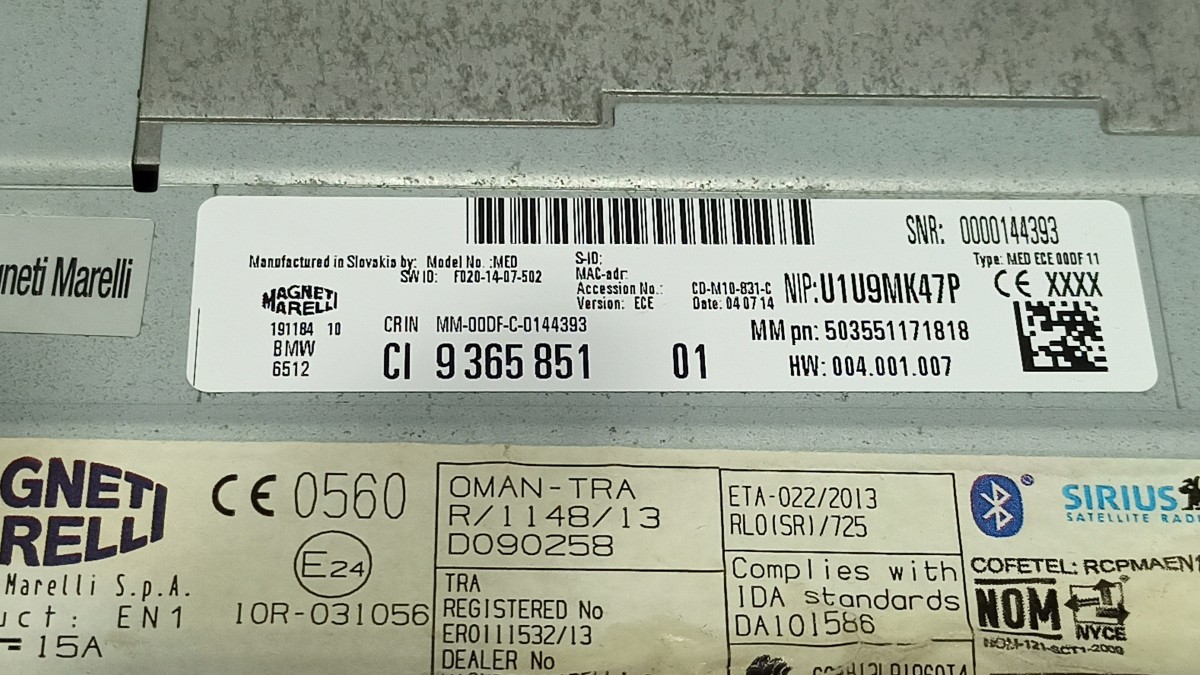 neti Marelli
SNR: 0000144393
Manufactured in Slovakia by: Model No. :MED
SW ID: F020-14-07-502
S-ID:
MAC-adr:
Accession No.: CD-M10-831-C
Version: ECE Date: 04 07 14
NIP:U1U9MK47P
Type: MED ECE 00DF 11
CE XXXX
MAGNETI
MARELLI
191184 10
BMW
6512
CRIN MM-00DF-C-0144393
CI 9 365 851 01
MM pn: 503551171818
HW: 004.001.007
GNETI
RELLI
Marelli S.p.A.
uct: EN1
= 15A
CE 0560
E24
10R-031056
OMAN-TRA
R/1148/13
D090258
TRA
REGISTERED No
ER0111532/13
DEALER No
ETA-022/2013
RLO(SR)/725
Complies with
IDA standards
DA101586
SIRIUS
SATELLITE RADI
COFETEL: RCPMAEN1
NOM
NYCE
NOM-121-SCT1-2009